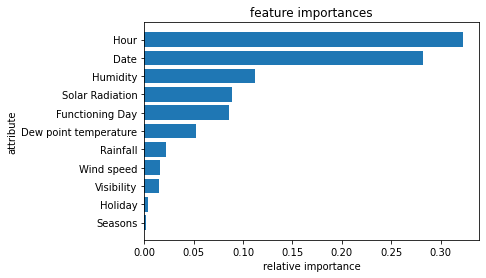 feature importances
attribute
Hour
Date
Humidity
Solar Radiation
Functioning Day
Dew point temperature
Rainfall
Wind speed
Visibility
Holiday
Seasons
0.00 0.05 0.10 0.15 0.20 0.25 0.30
relative importance